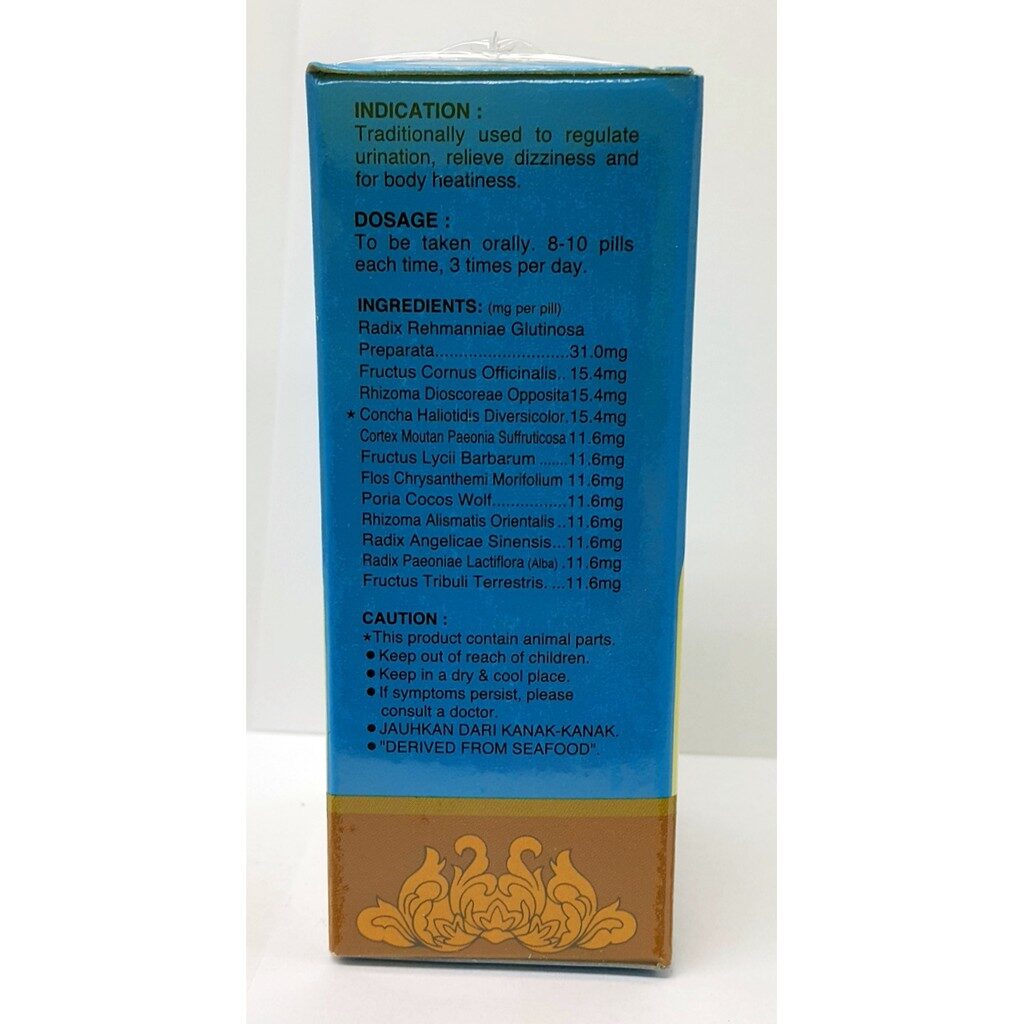 INDICATION :
Traditionally used to regulate
urination, relieve dizziness and
for body heatiness.
DOSAGE :
To be taken orally. 8-10 pills
each time, 3 times per day.
INGREDIENTS: (mg per pill)
Radix Rehmanniae Glutinosa
Preparata............................31.0mg
Fructus Cornus Officinalis..15.4mg
Rhizoma Dioscoreae Opposita15.4mg
★ Concha Haliotidis Diversicolor.15.4mg
Cortex Moutan Paeonia Suffruticosa 11.6mg
Fructus Lycii Barbarum .......11.6mg
Flos Chrysanthemi Morifolium 11.6mg
Poria Cocos Wolf................11.6mg
Rhizoma Alismatis Orientalis ..11.6mg
Radix Angelicae Sinensis...11.6mg
Radix Paeoniae Lactiflora (Alba) .11.6mg
Fructus Tribuli Terrestris. ...11.6mg
CAUTION :
★This product contain animal parts.
● Keep out of reach of children.
● Keep in a dry & cool place.
● If symptoms persist, please
consult a doctor.
● JAUHKAN DARI KANAK-KANAK.
● "DERIVED FROM SEAFOOD".